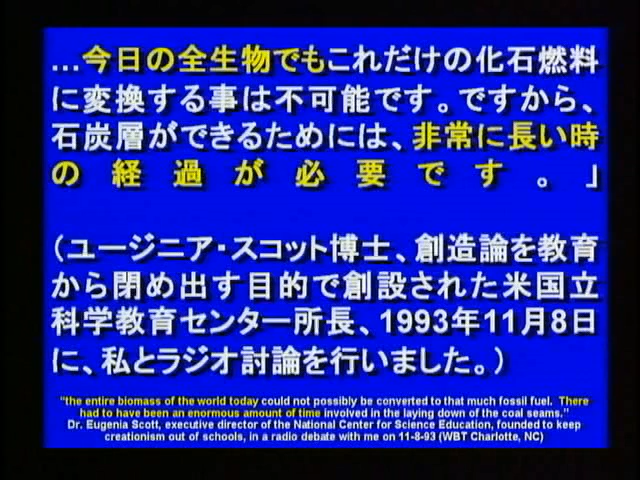 …今日の全生物でもこれだけの化石燃料
に変換する事は不可能です。ですから、
石炭層ができるためには、非常に長い時
の経過が必要です。」
（ユージニア・スコット博士、創造論を教育
から閉め出す目的で創設された米国立
科学教育センター所長、1993年11月8日
に、私とラジオ討論を行いました。）
"the entire biomass of the world today could not possibly be converted to that much fossil fuel.  There
had to have been an enormous amount of time involved in the laying down of the coal seams."
Dr. Eugenia Scott, executive director of the National Center for Science Education, founded to keep
creationism out of schools, in a radio debate with me on 11-8-93 (WBT Charlotte, NC)